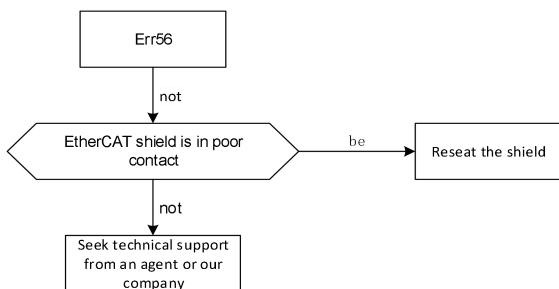 Err56
not
EtherCAT shield is in poor
contact
be
Reseat the shield
not
Seek technical support
from an agent or our
company